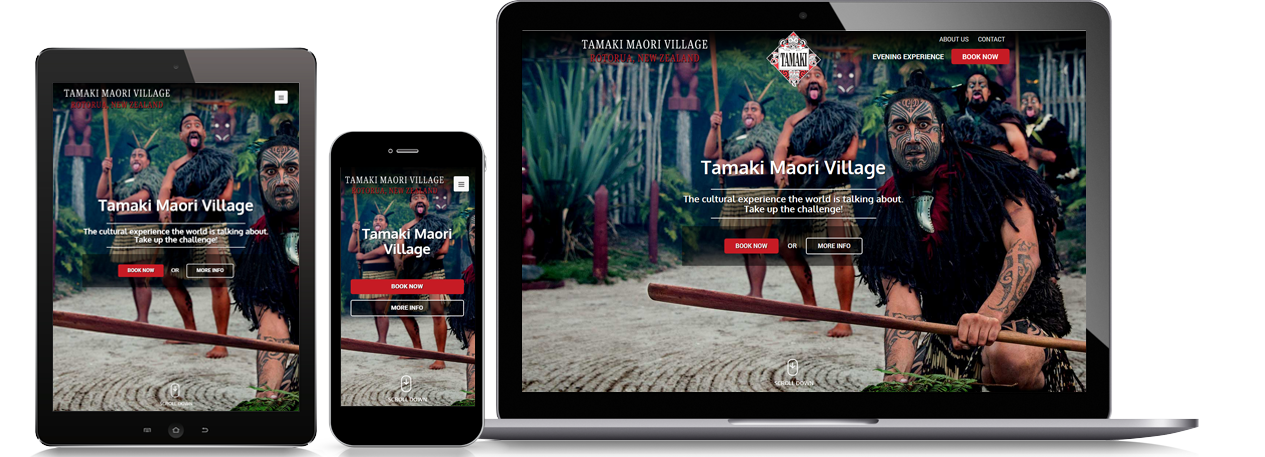 TAMAKI MAORI VILLAGE
ROTORUA, NEW ZEALAND
Tamaki Maori Village
The cultural experience the world is talking about.
Take up the challenge!
BOOK NOW OR MORE INFO
SCROLL DOWN
TAMAKI MAORI VILLAGE
ROTORUA, NEW ZEALAND
Tamaki Maori
Village
BOOK NOW
MORE INFO
SCROLL DOWN
ABOUT US CONTACT
TAMAKI MAORI VILLAGE
ROTORUA, NEW ZEALAND
TAMAKI
EVENING EXPERIENCE BOOK NOW
Tamaki Maori Village
The cultural experience the world is talking about.
Take up the challenge!
BOOK NOW OR MORE INFO
SCROLL DOWN